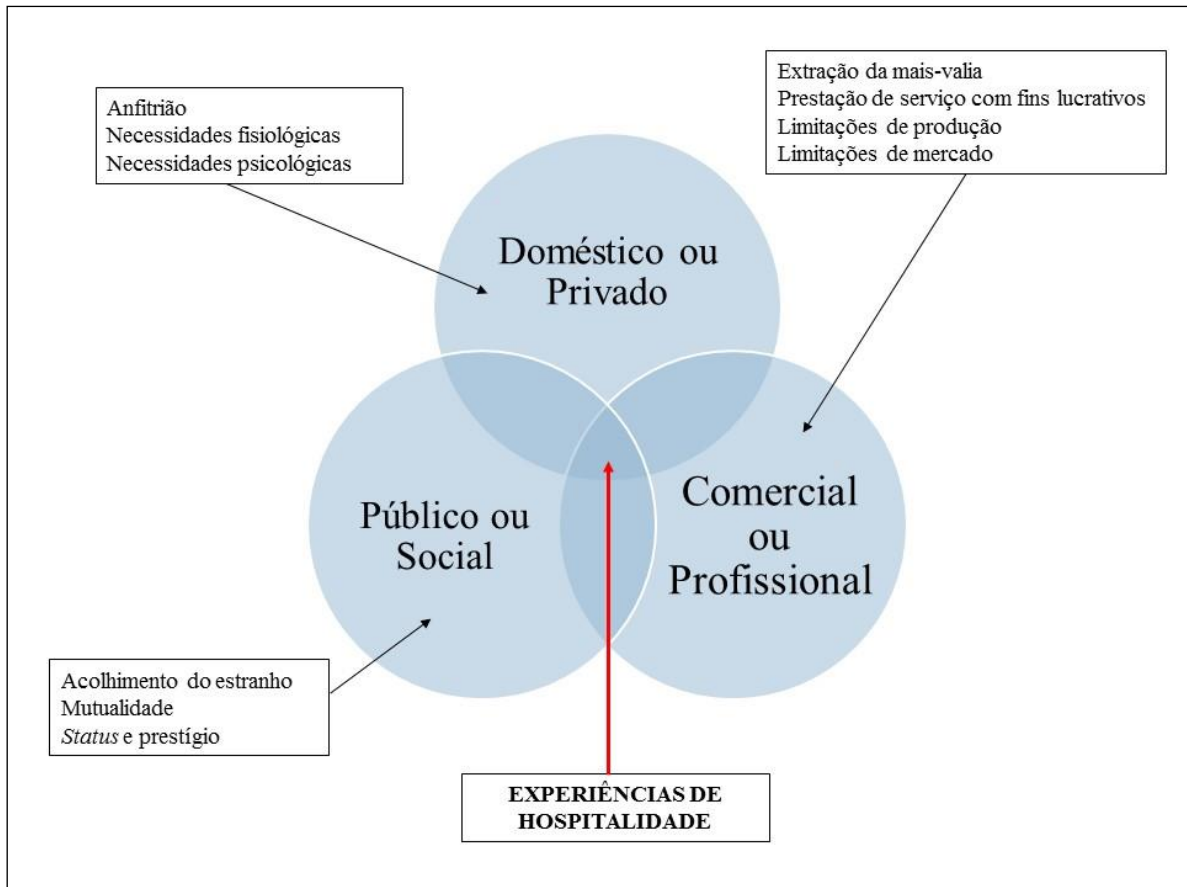 Extração da mais-valia
Prestação de serviço com fins lucrativos
Limitações de produção
Limitações de mercado
Anfitrião
Necessidades fisiológicas
Necessidades psicológicas
Doméstico ou
Privado
Público ou
Social
Comercial
ou
Profissional
Acolhimento do estranho
Mutualidade
Status e prestígio
EXPERIÊNCIAS DE
HOSPITALIDADE